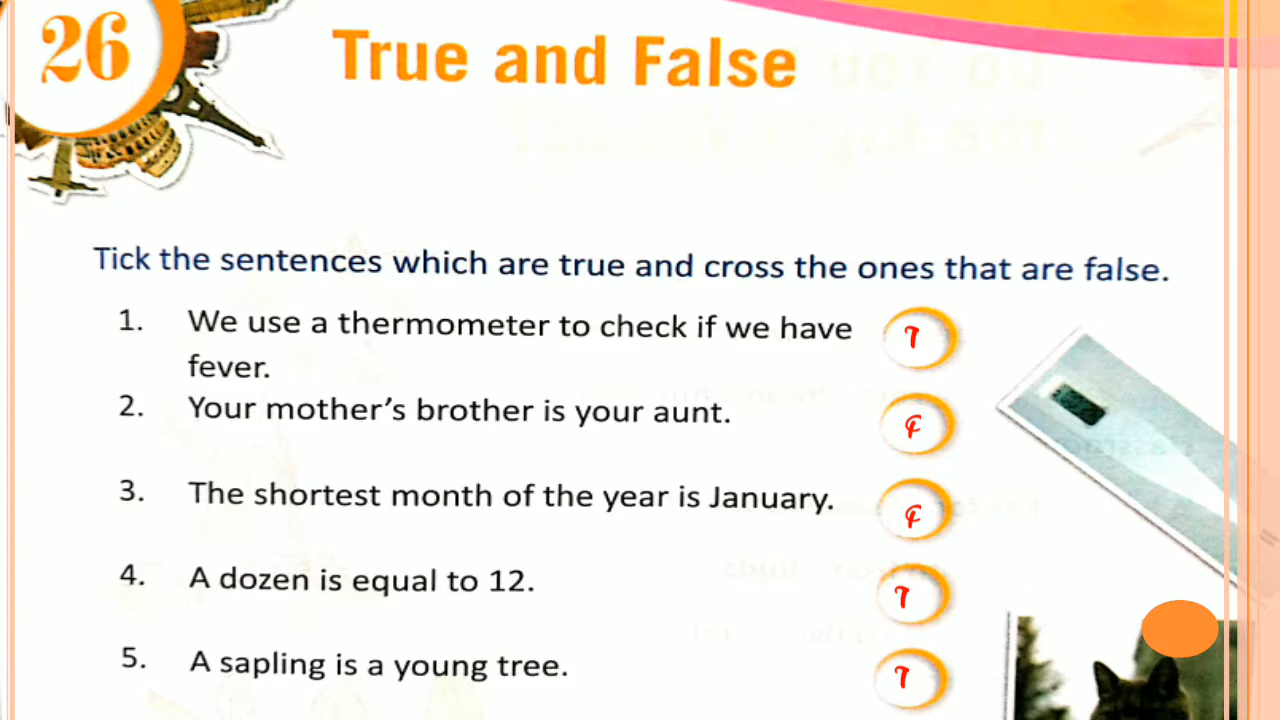 26
True and False
Tick the sentences which are true and cross the ones that are false.
1. We use a thermometer to check if we have T
fever.
2. Your mother’s brother is your aunt. F
3. The shortest month of the year is January. F
4. A dozen is equal to 12. T
5. A sapling is a young tree. T